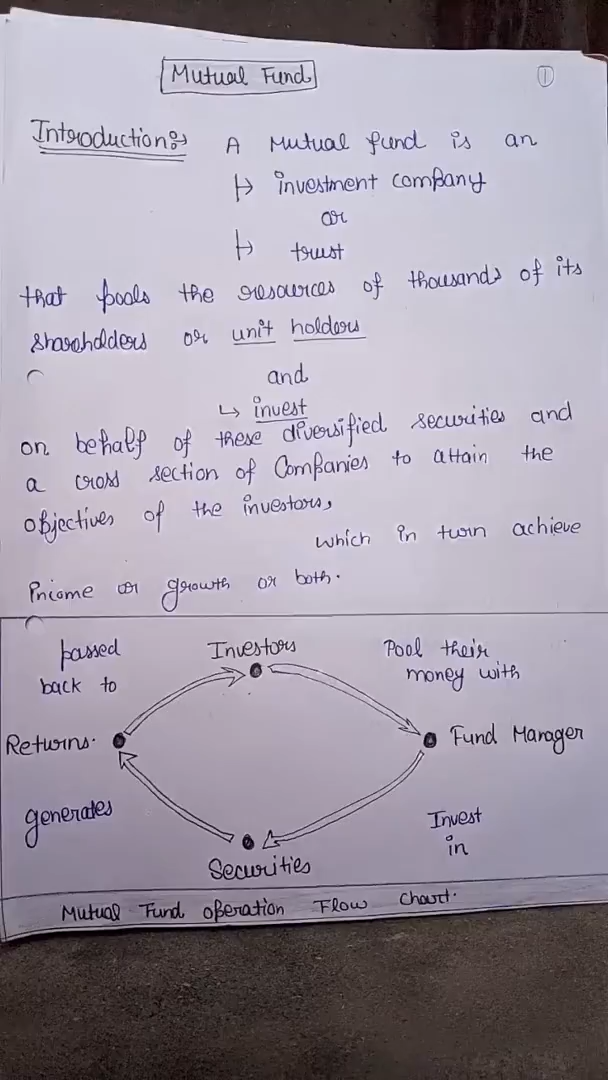 Mutual Fund
1
Introduction:→ A Mutual fund is an
↦ investment company
or
↦ trust
that pools the resources of thousands of its
shareholders or unit holders
and
↳ invest
on behalf of these diversified securities and
a cross section of Companies to attain the
objectives of the investors,
which in turn achieve
Pniome or growth or both.
passed
back to
Investors
Pool their
money with
Returns.
Fund Manager
generates
Invest
in
Securities
Mutual Fund operation Flow Chart.